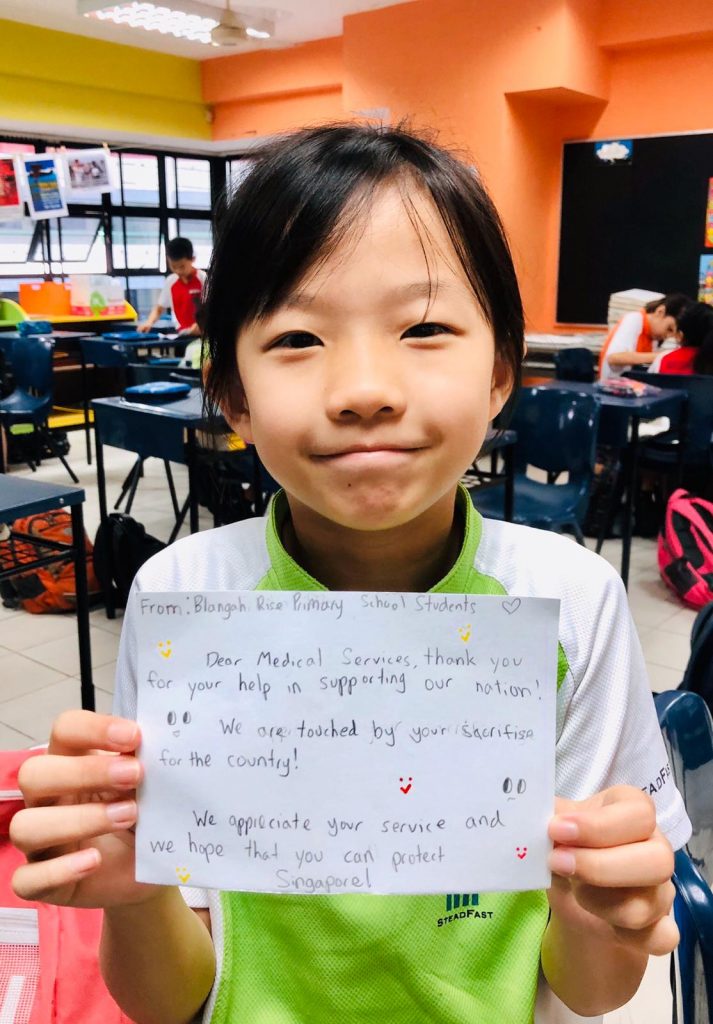 From: Blangah Rise Primary School Students
Dear Medical Services, thank you
for your help in supporting our nation!
We are touched by your sacrifise
for the country!
We appriciate your service and
we hope that you can protect
Singapore!
STEADFAST
STEADFAST